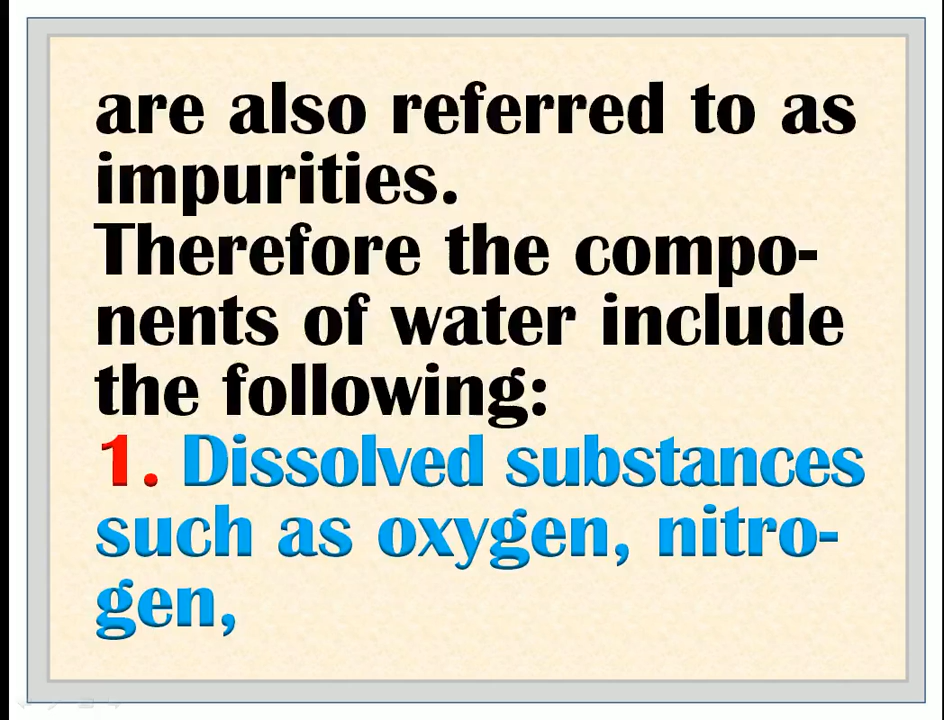 are also referred to as
impurities.
Therefore the compo-
nents of water include
the following:
1. Dissolved substances
such as oxygen, nitro-
gen,